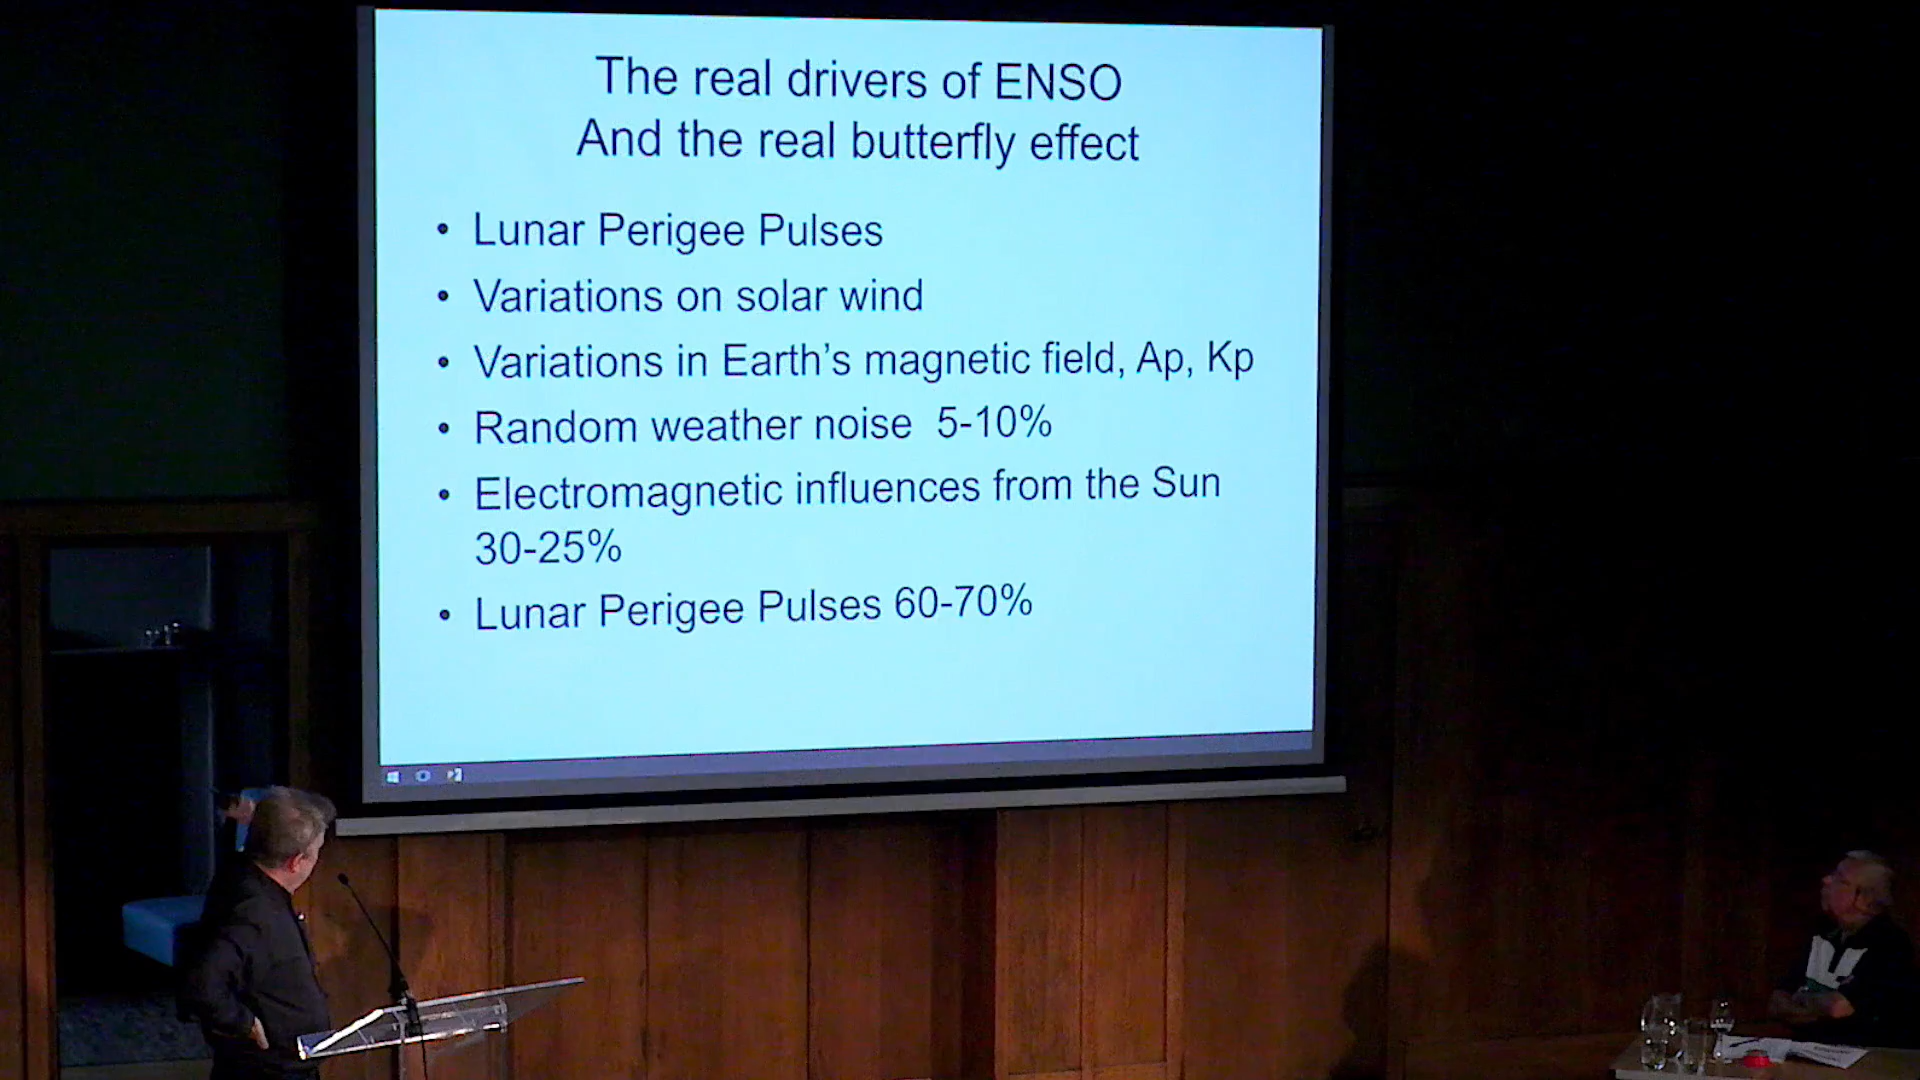 The real drivers of ENSO
And the real butterfly effect
• Lunar Perigee Pulses
• Variations on solar wind
• Variations in Earth’s magnetic field, Ap, Kp
• Random weather noise  5-10%
• Electromagnetic influences from the Sun
30-25%
• Lunar Perigee Pulses 60-70%